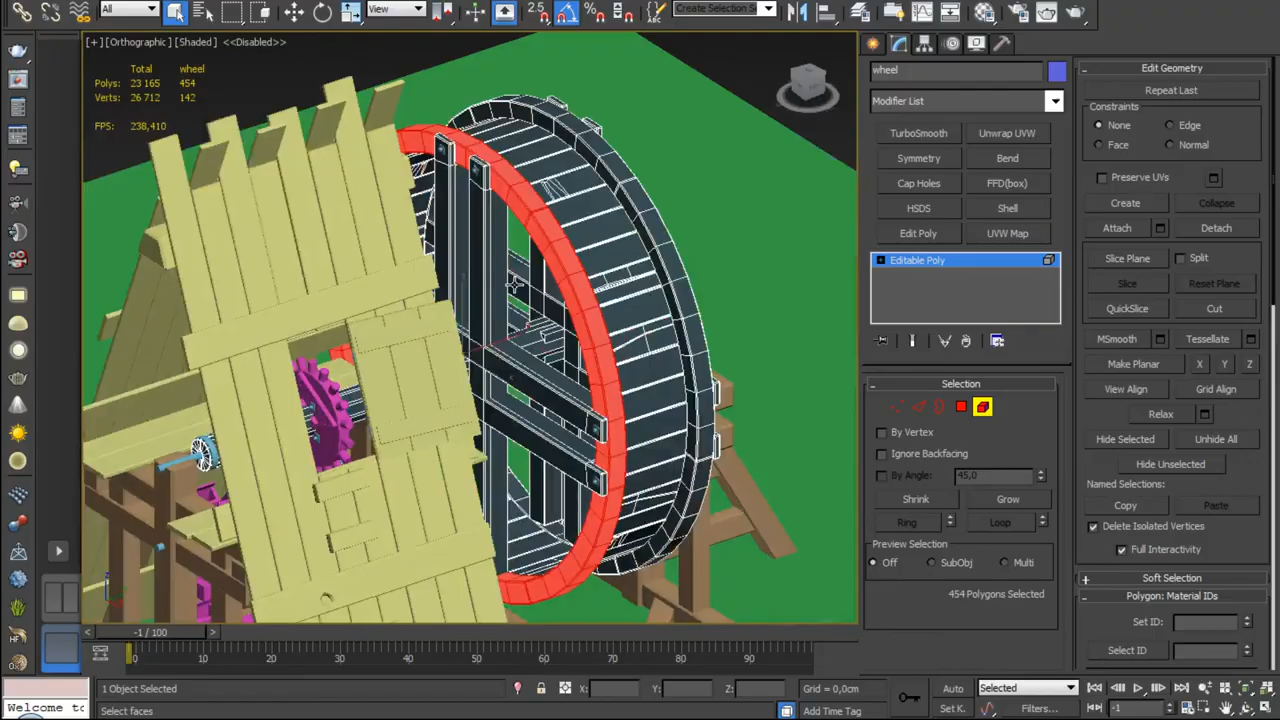 All
View
2.5
Create Selection S
[+] [Orthographic] [Shaded] <<Disabled>>
Total wheel
Polys: 23 165 454
Verts: 26 712 142
FPS: 238,410
wheel
Modifier List
TurboSmooth Unwrap UVW
Symmetry Bend
Cap Holes FFD(box)
HSDS Shell
Edit Poly UVW Map
Editable Poly
Selection
By Vertex
Ignore Backfacing
By Angle: 45,0
Shrink Grow
Ring Loop
Preview Selection
Off SubObj Multi
454 Polygons Selected
Edit Geometry
Repeat Last
Constraints
None Edge
Face Normal
Preserve UVs
Create Collapse
Attach Detach
Slice Plane Split
Slice Reset Plane
QuickSlice Cut
MSmooth Tessellate
Make Planar X Y Z
View Align Grid Align
Relax
Hide Selected Unhide All
Hide Unselected
Named Selections:
Copy Paste
Delete Isolated Vertices
Full Interactivity
Soft Selection
Polygon: Material IDs
Set ID:
Select ID
HF
< -1 / 100 >
0 10 20 30 40 50 60 70 80 90
1 Object Selected X: Y: Z: Grid = 0,0cm Auto Selected
Welcome to Select faces Add Time Tag Set K. Filters... -1